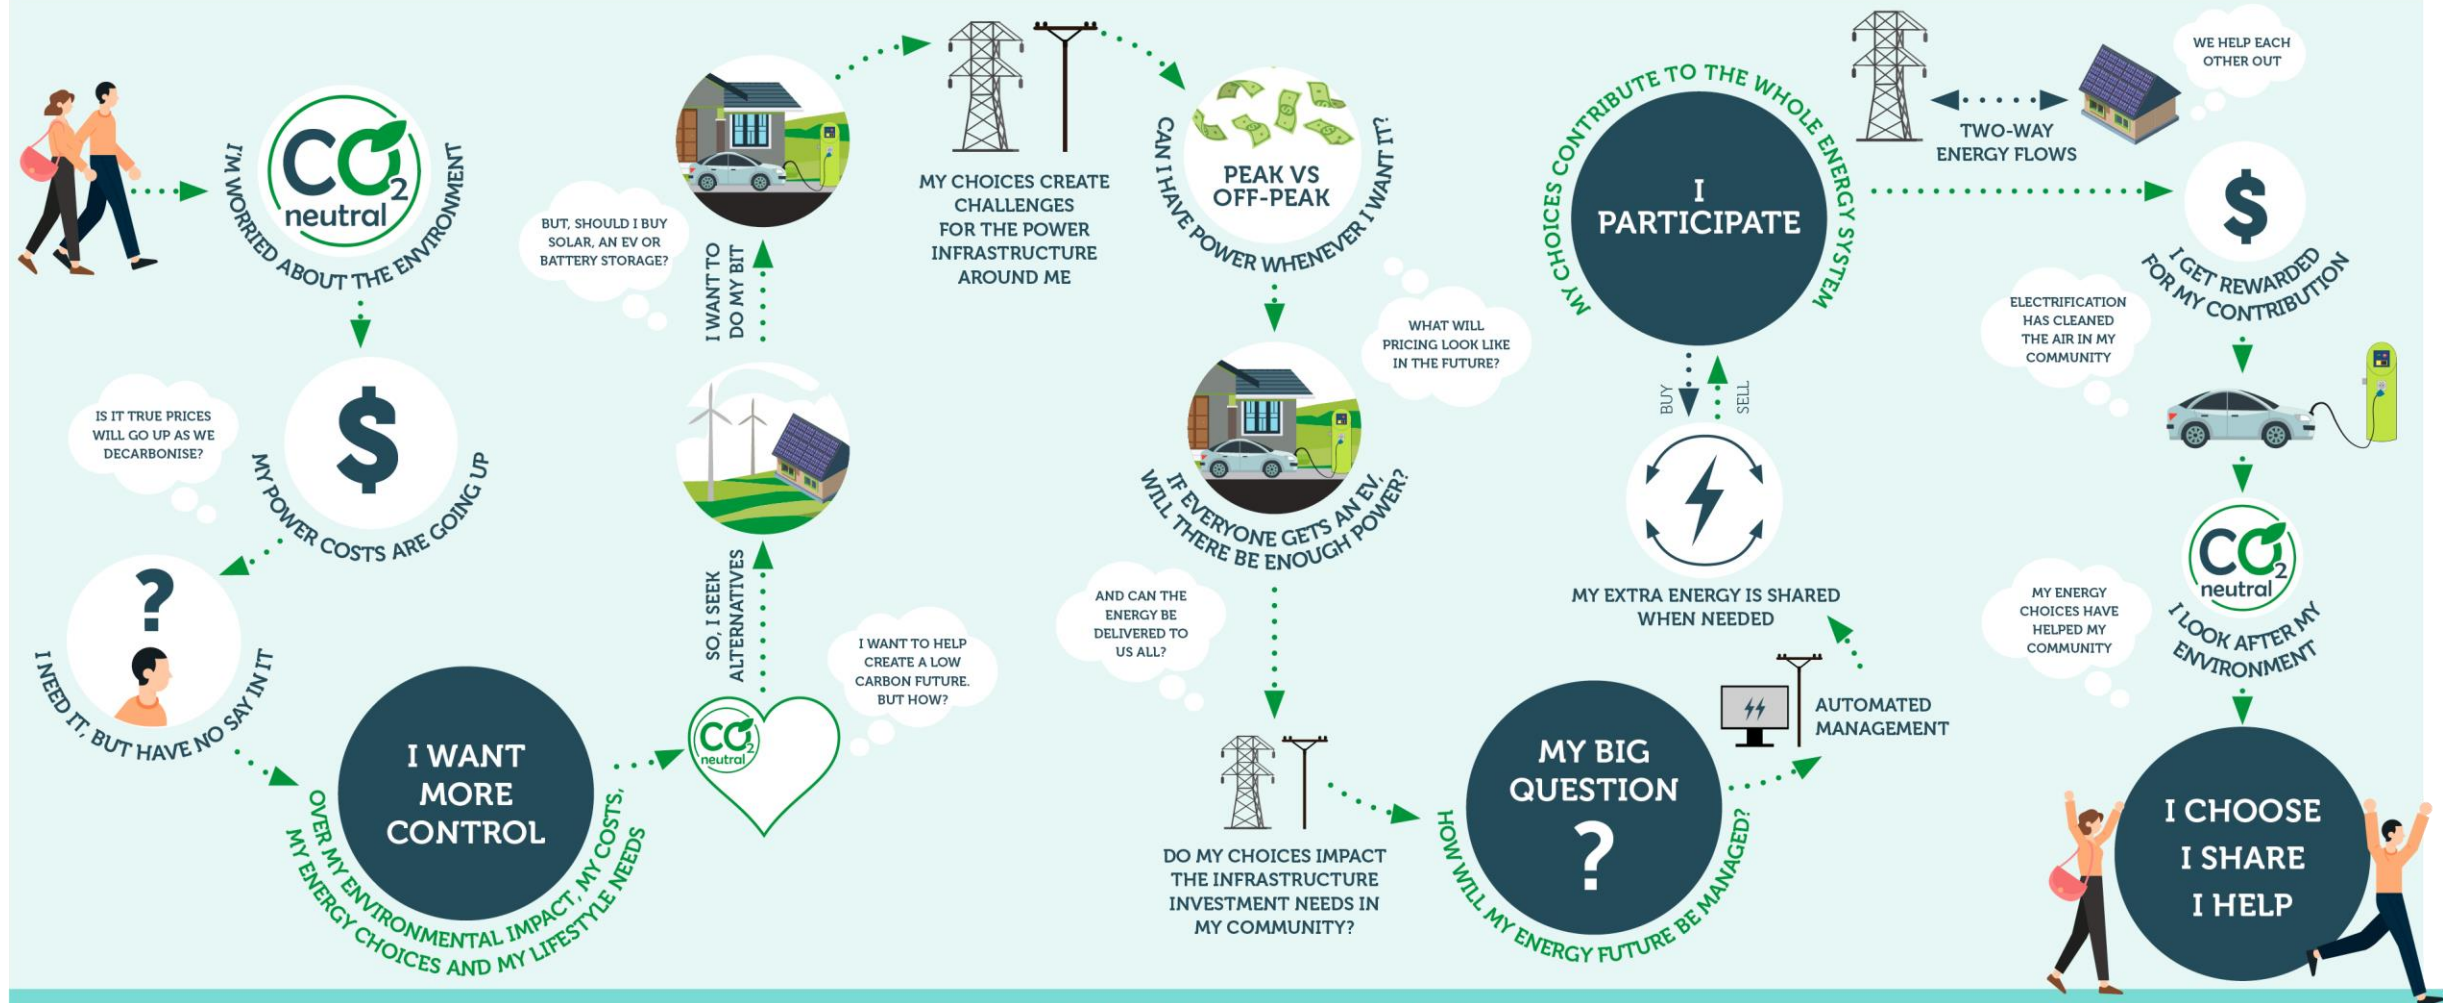 CO2
neutral
I'M WORRIED ABOUT THE ENVIRONMENT
IS IT TRUE PRICES
WILL GO UP AS WE
DECARBONISE?
$
MY POWER COSTS ARE GOING UP
?
I NEED IT, BUT HAVE NO SAY IN IT
I WANT
MORE
CONTROL
OVER MY ENVIRONMENTAL IMPACT, MY COSTS,
MY ENERGY CHOICES AND MY LIFESTYLE NEEDS
CO2
neutral
I WANT TO HELP
CREATE A LOW
CARBON FUTURE.
BUT HOW?
SO, I SEEK
ALTERNATIVES
I WANT TO
DO MY BIT
BUT, SHOULD I BUY
SOLAR, AN EV OR
BATTERY STORAGE?
MY CHOICES CREATE
CHALLENGES
FOR THE POWER
INFRASTRUCTURE
AROUND ME
PEAK VS
OFF-PEAK
CAN I HAVE POWER WHENEVER I WANT IT?
WHAT WILL
PRICING LOOK LIKE
IN THE FUTURE?
IF EVERYONE GETS AN EV,
WILL THERE BE ENOUGH POWER?
AND CAN THE
ENERGY BE
DELIVERED TO
US ALL?
DO MY CHOICES IMPACT
THE INFRASTRUCTURE
INVESTMENT NEEDS IN
MY COMMUNITY?
MY BIG
QUESTION
?
HOW WILL MY ENERGY FUTURE BE MANAGED?
AUTOMATED
MANAGEMENT
MY EXTRA ENERGY IS SHARED
WHEN NEEDED
BUY
SELL
I
PARTICIPATE
MY CHOICES CONTRIBUTE TO THE WHOLE ENERGY SYSTEM
TWO-WAY
ENERGY FLOWS
WE HELP EACH
OTHER OUT
$
I GET REWARDED
FOR MY CONTRIBUTION
ELECTRIFICATION
HAS CLEANED
THE AIR IN MY
COMMUNITY
CO2
neutral
I LOOK AFTER MY
ENVIRONMENT
MY ENERGY
CHOICES HAVE
HELPED MY
COMMUNITY
I CHOOSE
I SHARE
I HELP